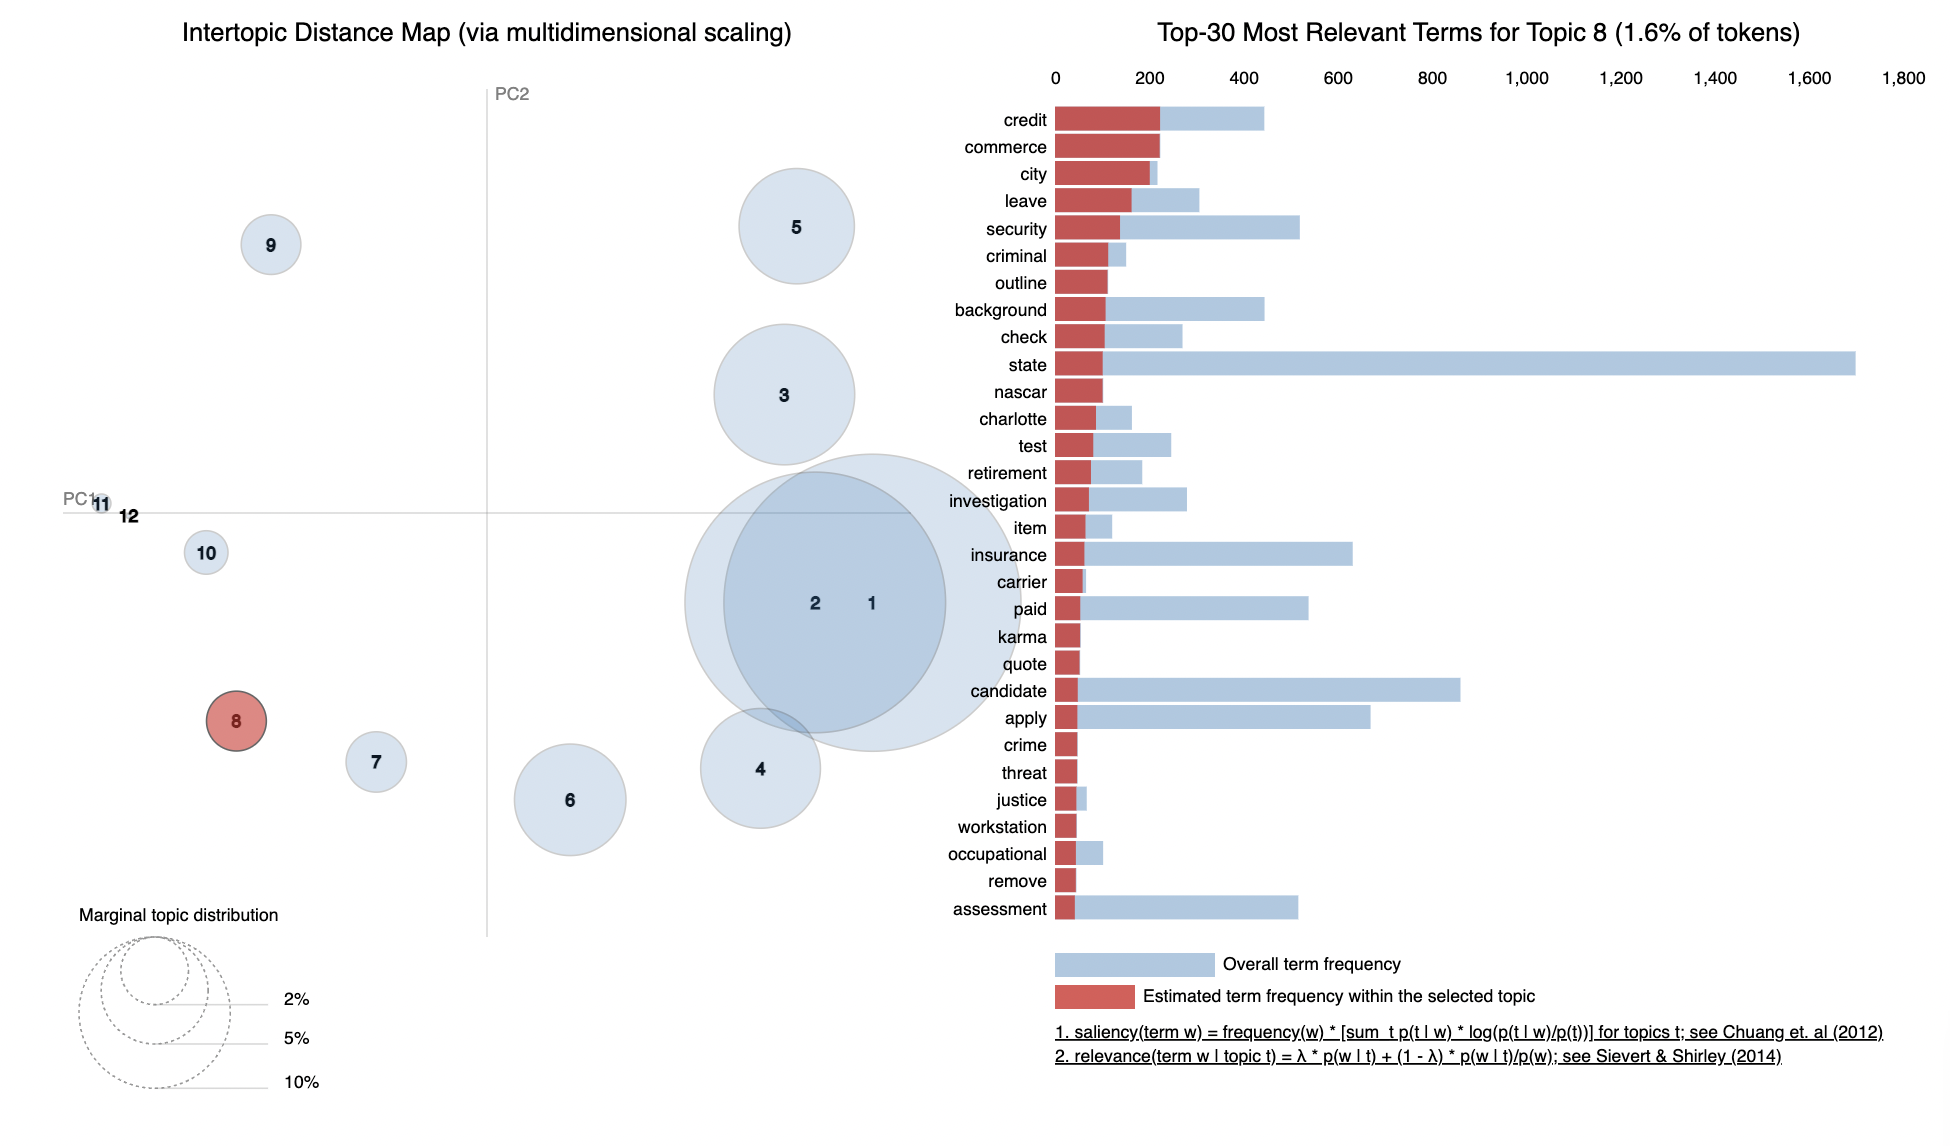 Intertopic Distance Map (via multidimensional scaling)
PC2
PC1
5
9
3
11
12
10
2
1
8
7
4
6
Marginal topic distribution
2%
5%
10%
Top-30 Most Relevant Terms for Topic 8 (1.6% of tokens)
0 200 400 600 800 1,000 1,200 1,400 1,600 1,800
credit
commerce
city
leave
security
criminal
outline
background
check
state
nascar
charlotte
test
retirement
investigation
item
insurance
carrier
paid
karma
quote
candidate
apply
crime
threat
justice
workstation
occupational
remove
assessment
Overall term frequency
Estimated term frequency within the selected topic
1. saliency(term w) = frequency(w) * [sum_t p(t | w) * log(p(t | w)/p(t))] for topics t; see Chuang et. al (2012)
2. relevance(term w | topic t) = λ * p(w | t) + (1 - λ) * p(w | t)/p(w); see Sievert & Shirley (2014)